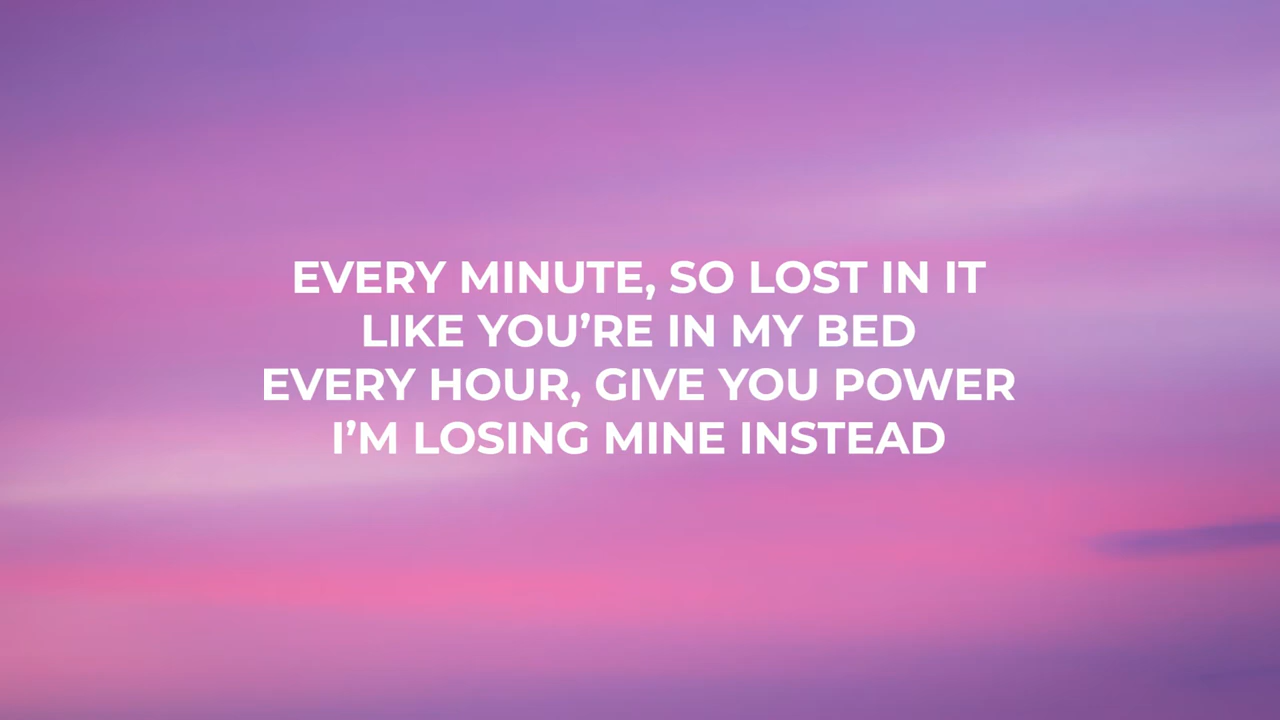 EVERY MINUTE, SO LOST IN IT
LIKE YOU’RE IN MY BED
EVERY HOUR, GIVE YOU POWER
I’M LOSING MINE INSTEAD